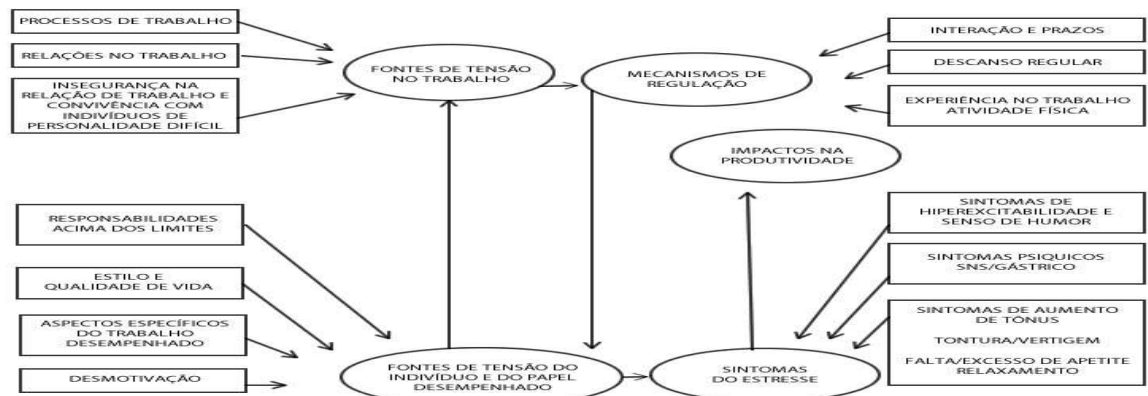 PROCESSOS DE TRABALHO
RELAÇÕES NO TRABALHO
INSEGURANÇA NA
RELAÇÃO DE TRABALHO E
CONVIVÊNCIA COM
INDIVÍDUOS DE
PERSONALIDADE DIFÍCIL
FONTES DE TENSÃO
NO TRABALHO
MECANISMOS DE
REGULAÇÃO
INTERAÇÃO E PRAZOS
DESCANSO REGULAR
EXPERIÊNCIA NO TRABALHO
ATIVIDADE FÍSICA
IMPACTOS NA
PRODUTIVIDADE
RESPONSABILIDADES
ACIMA DOS LIMITES
ESTILO E
QUALIDADE DE VIDA
ASPECTOS ESPECÍFICOS
DO TRABALHO
DESEMPENHADO
DESMOTIVAÇÃO
FONTES DE TENSÃO DO
INDIVÍDUO E DO PAPEL
DESEMPENHADO
SINTOMAS
DO ESTRESSE
SINTOMAS DE
HIPEREXCITABILIDADE E
SENSO DE HUMOR
SINTOMAS PSIQUICOS
SNS/GÁSTRICO
SINTOMAS DE AUMENTO
DE TÔNUS
TONTURA/VERTIGEM
FALTA/EXCESSO DE APETITE
RELAXAMENTO